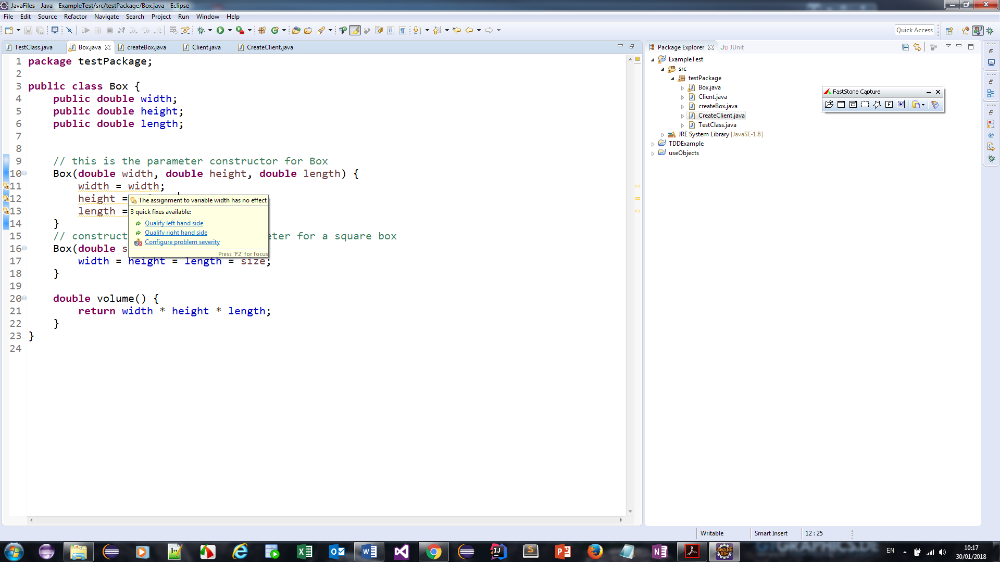 JavaFiles - Java - ExampleTest/src/testPackage/Box.java - Eclipse
File Edit Source Refactor Navigate Search Project Run Window Help
Quick Access
TestClass.java Box.java createBox.java Client.java CreateClient.java
1 package testPackage;
2
3 public class Box {
4 public double width;
5 public double height;
6 public double length;
7
8
9 // this is the parameter constructor for Box
10 Box(double width, double height, double length) {
11 width = width;
12 height =
13 length =
The assignment to variable width has no effect
3 quick fixes available:
Qualify left hand side
Qualify right hand side
Configure problem severity
Press 'F2' for focus
14 }
15 // construct eter for a square box
16 Box(double s
17 width = height = length = size;
18 }
19
20 double volume() {
21 return width * height * length;
22 }
23 }
24
Package Explorer Ju JUnit
ExampleTest
src
testPackage
Box.java
Client.java
createBox.java
CreateClient.java
TestClass.java
JRE System Library [JavaSE-1.8]
TDDExample
useObjects
FastStone Capture
Writable Smart Insert 12 : 25
EN
10:17
30/01/2018